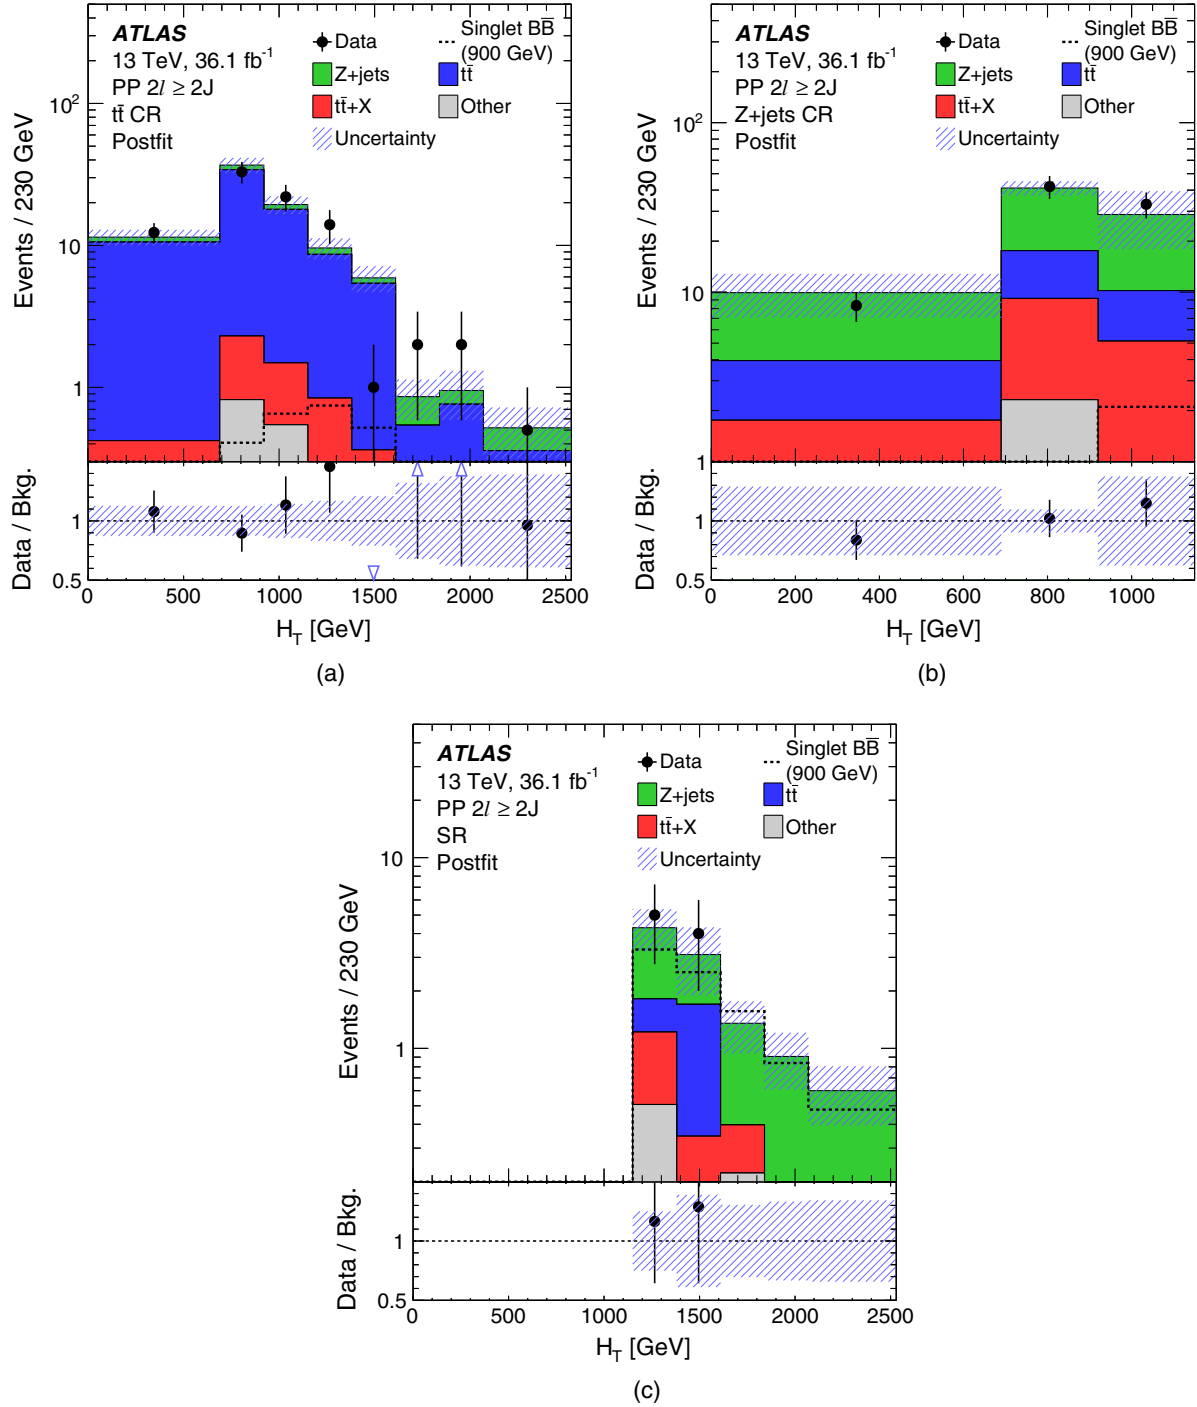 ATLAS
13 TeV, 36.1 fb⁻¹
PP 2l ≥ 2J
tt̄ CR
Postfit
Data
Singlet BB̅
(900 GeV)
Z+jets
tt̄
tt̄+X
Other
Uncertainty
Events / 230 GeV
10²
10
1
Data / Bkg.
1
0.5
0 500 1000 1500 2000 2500
H_T [GeV]
(a)
ATLAS
13 TeV, 36.1 fb⁻¹
PP 2l ≥ 2J
Z+jets CR
Postfit
Data
Singlet BB̅
(900 GeV)
Z+jets
tt̄
tt̄+X
Other
Uncertainty
Events / 230 GeV
10²
10
1
Data / Bkg.
1
0.5
0 200 400 600 800 1000
H_T [GeV]
(b)
ATLAS
13 TeV, 36.1 fb⁻¹
PP 2l ≥ 2J
SR
Postfit
Data
Singlet BB̅
(900 GeV)
Z+jets
tt̄
tt̄+X
Other
Uncertainty
Events / 230 GeV
10
1
Data / Bkg.
1
0.5
0 500 1000 1500 2000 2500
H_T [GeV]
(c)